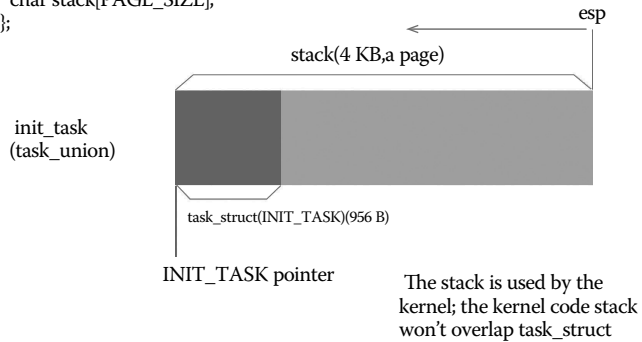 char stack[PAGE_SIZE];
};
esp
stack(4 KB,a page)
init_task
(task_union)
task_struct(INIT_TASK)(956 B)
INIT_TASK pointer
The stack is used by the
kernel; the kernel code stack
won't overlap task_struct